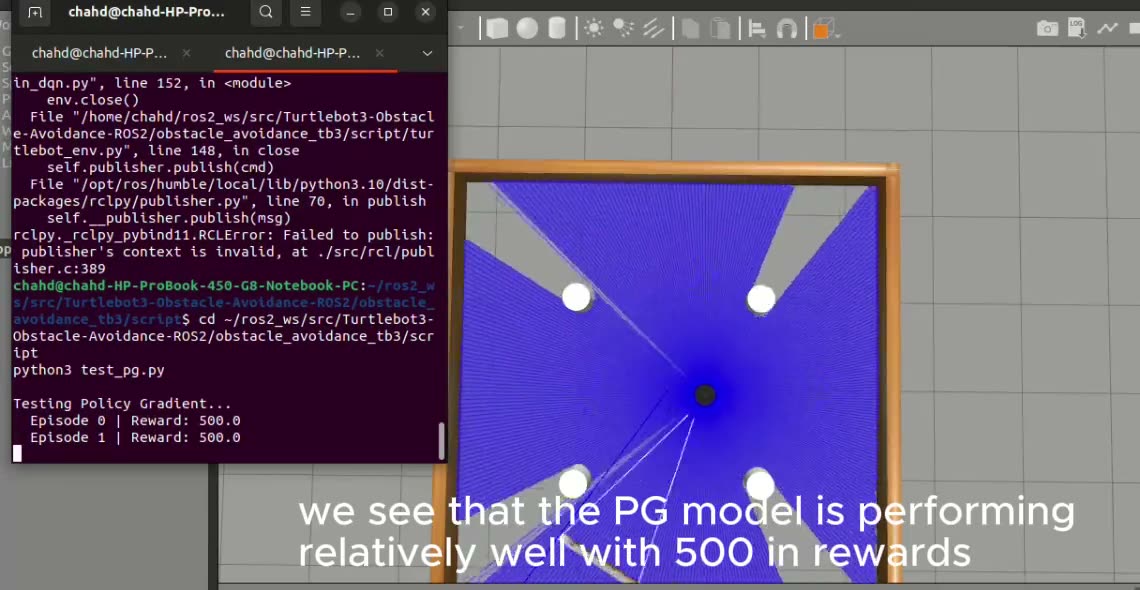 chahd@chahd-HP-Pro...
chahd@chahd-HP-P...
chahd@chahd-HP-P...
in_dqn.py", line 152, in <module>
    env.close()
  File "/home/chahd/ros2_ws/src/Turtlebot3-Obstacl
e-Avoidance-ROS2/obstacle_avoidance_tb3/script/tur
tlebot_env.py", line 148, in close
    self.publisher.publish(cmd)
  File "/opt/ros/humble/local/lib/python3.10/dist-
packages/rclpy/publisher.py", line 70, in publish
    self.__publisher.publish(msg)
rclpy._rclpy_pybind11.RCLError: Failed to publish:
 publisher's context is invalid, at ./src/rcl/publ
isher.c:389
chahd@chahd-HP-ProBook-450-G8-Notebook-PC:~/ros2_w
s/src/Turtlebot3-Obstacle-Avoidance-ROS2/obstacle_
avoidance_tb3/script$ cd ~/ros2_ws/src/Turtlebot3-
Obstacle-Avoidance-ROS2/obstacle_avoidance_tb3/scr
ipt
python3 test_pg.py
Testing Policy Gradient...
  Episode 0 | Reward: 500.0
  Episode 1 | Reward: 500.0
LOG
we see that the PG model is performing
relatively well with 500 in rewards